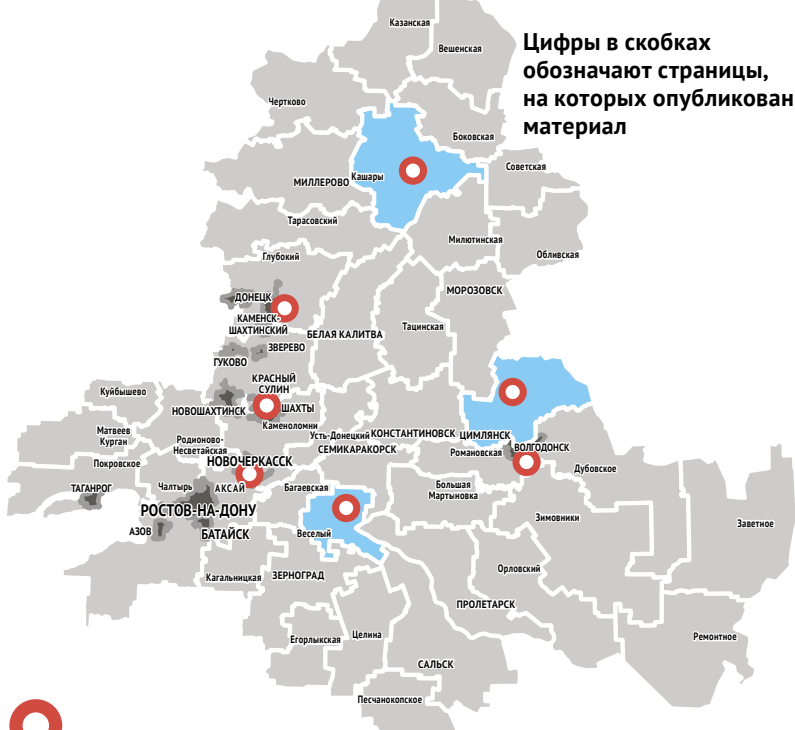 Казанская
Вешенская
Цифры в скобках
обозначают страницы,
на которых опубликован
материал
Чертково
Боковская
Советская
Кашары
МИЛЛЕРОВО
Тарасовский
Милютинская
Обливская
Глубокий
МОРОЗОВСК
ДОНЕЦК
КАМЕНСК-
ШАХТИНСКИЙ
Тацинская
БЕЛАЯ КАЛИТВА
ЗВЕРЕВО
ГУКОВО
КРАСНЫЙ
СУЛИН
Куйбышево
НОВОШАХТИНСК
ШАХТЫ
Каменоломни
Матвеев
Курган
Родионово-
Несветайская
Усть-Донецкий
КОНСТАНТИНОВСК
ЦИМЛЯНСК
СЕМИКАРАКОРСК
ВОЛГОДОНСК
Романовская
Покровское
НОВОЧЕРКАССК
Дубовское
ТАГАНРОГ
Чалтырь
АКСАЙ
Багаевская
Большая
Мартыновка
РОСТОВ-НА-ДОНУ
Зимовники
Заветное
АЗОВ
БАТАЙСК
Веселый
Орловский
Кагальницкая
ЗЕРНОГРАД
ПРОЛЕТАРСК
Егорлыкская
Целина
Ремонтное
САЛЬСК
Песчанокопское